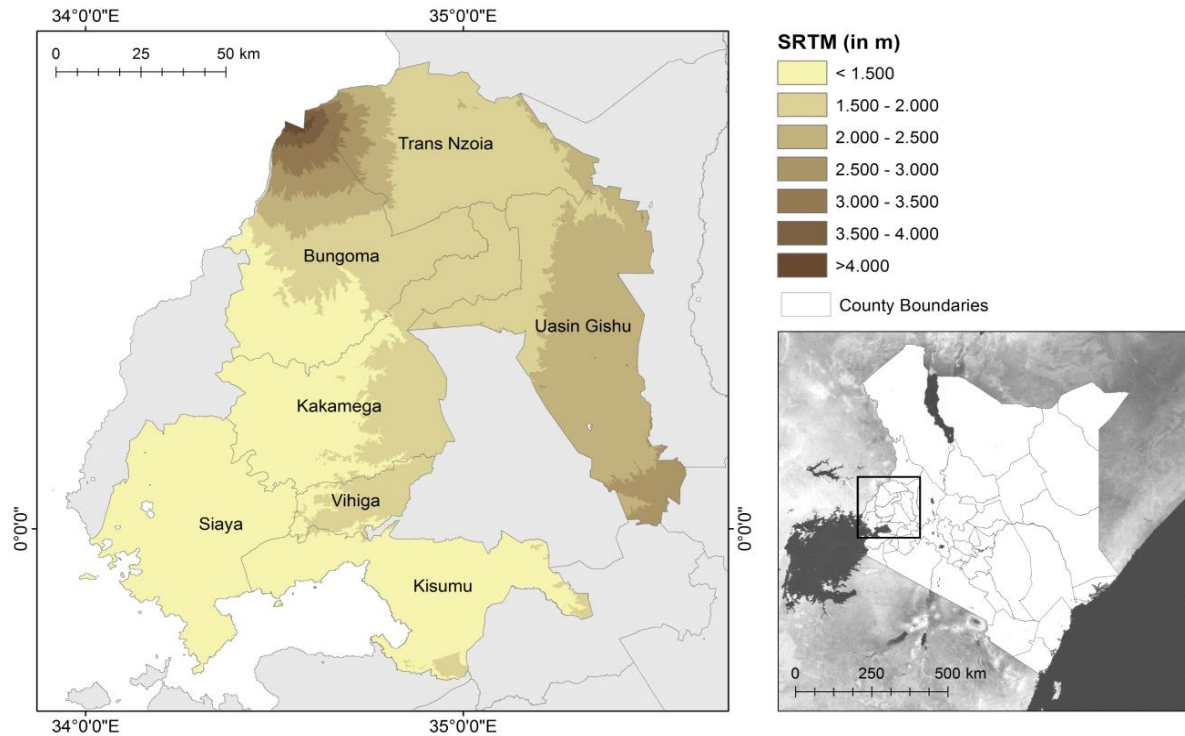 34°0'0"E
35°0'0"E
0
25
50 km
Trans Nzoia
Bungoma
Uasin Gishu
Kakamega
Vihiga
Siaya
Kisumu
0°0'0"
0°0'0"
34°0'0"E
35°0'0"E
SRTM (in m)
< 1.500
1.500 - 2.000
2.000 - 2.500
2.500 - 3.000
3.000 - 3.500
3.500 - 4.000
>4.000
County Boundaries
0
250
500 km